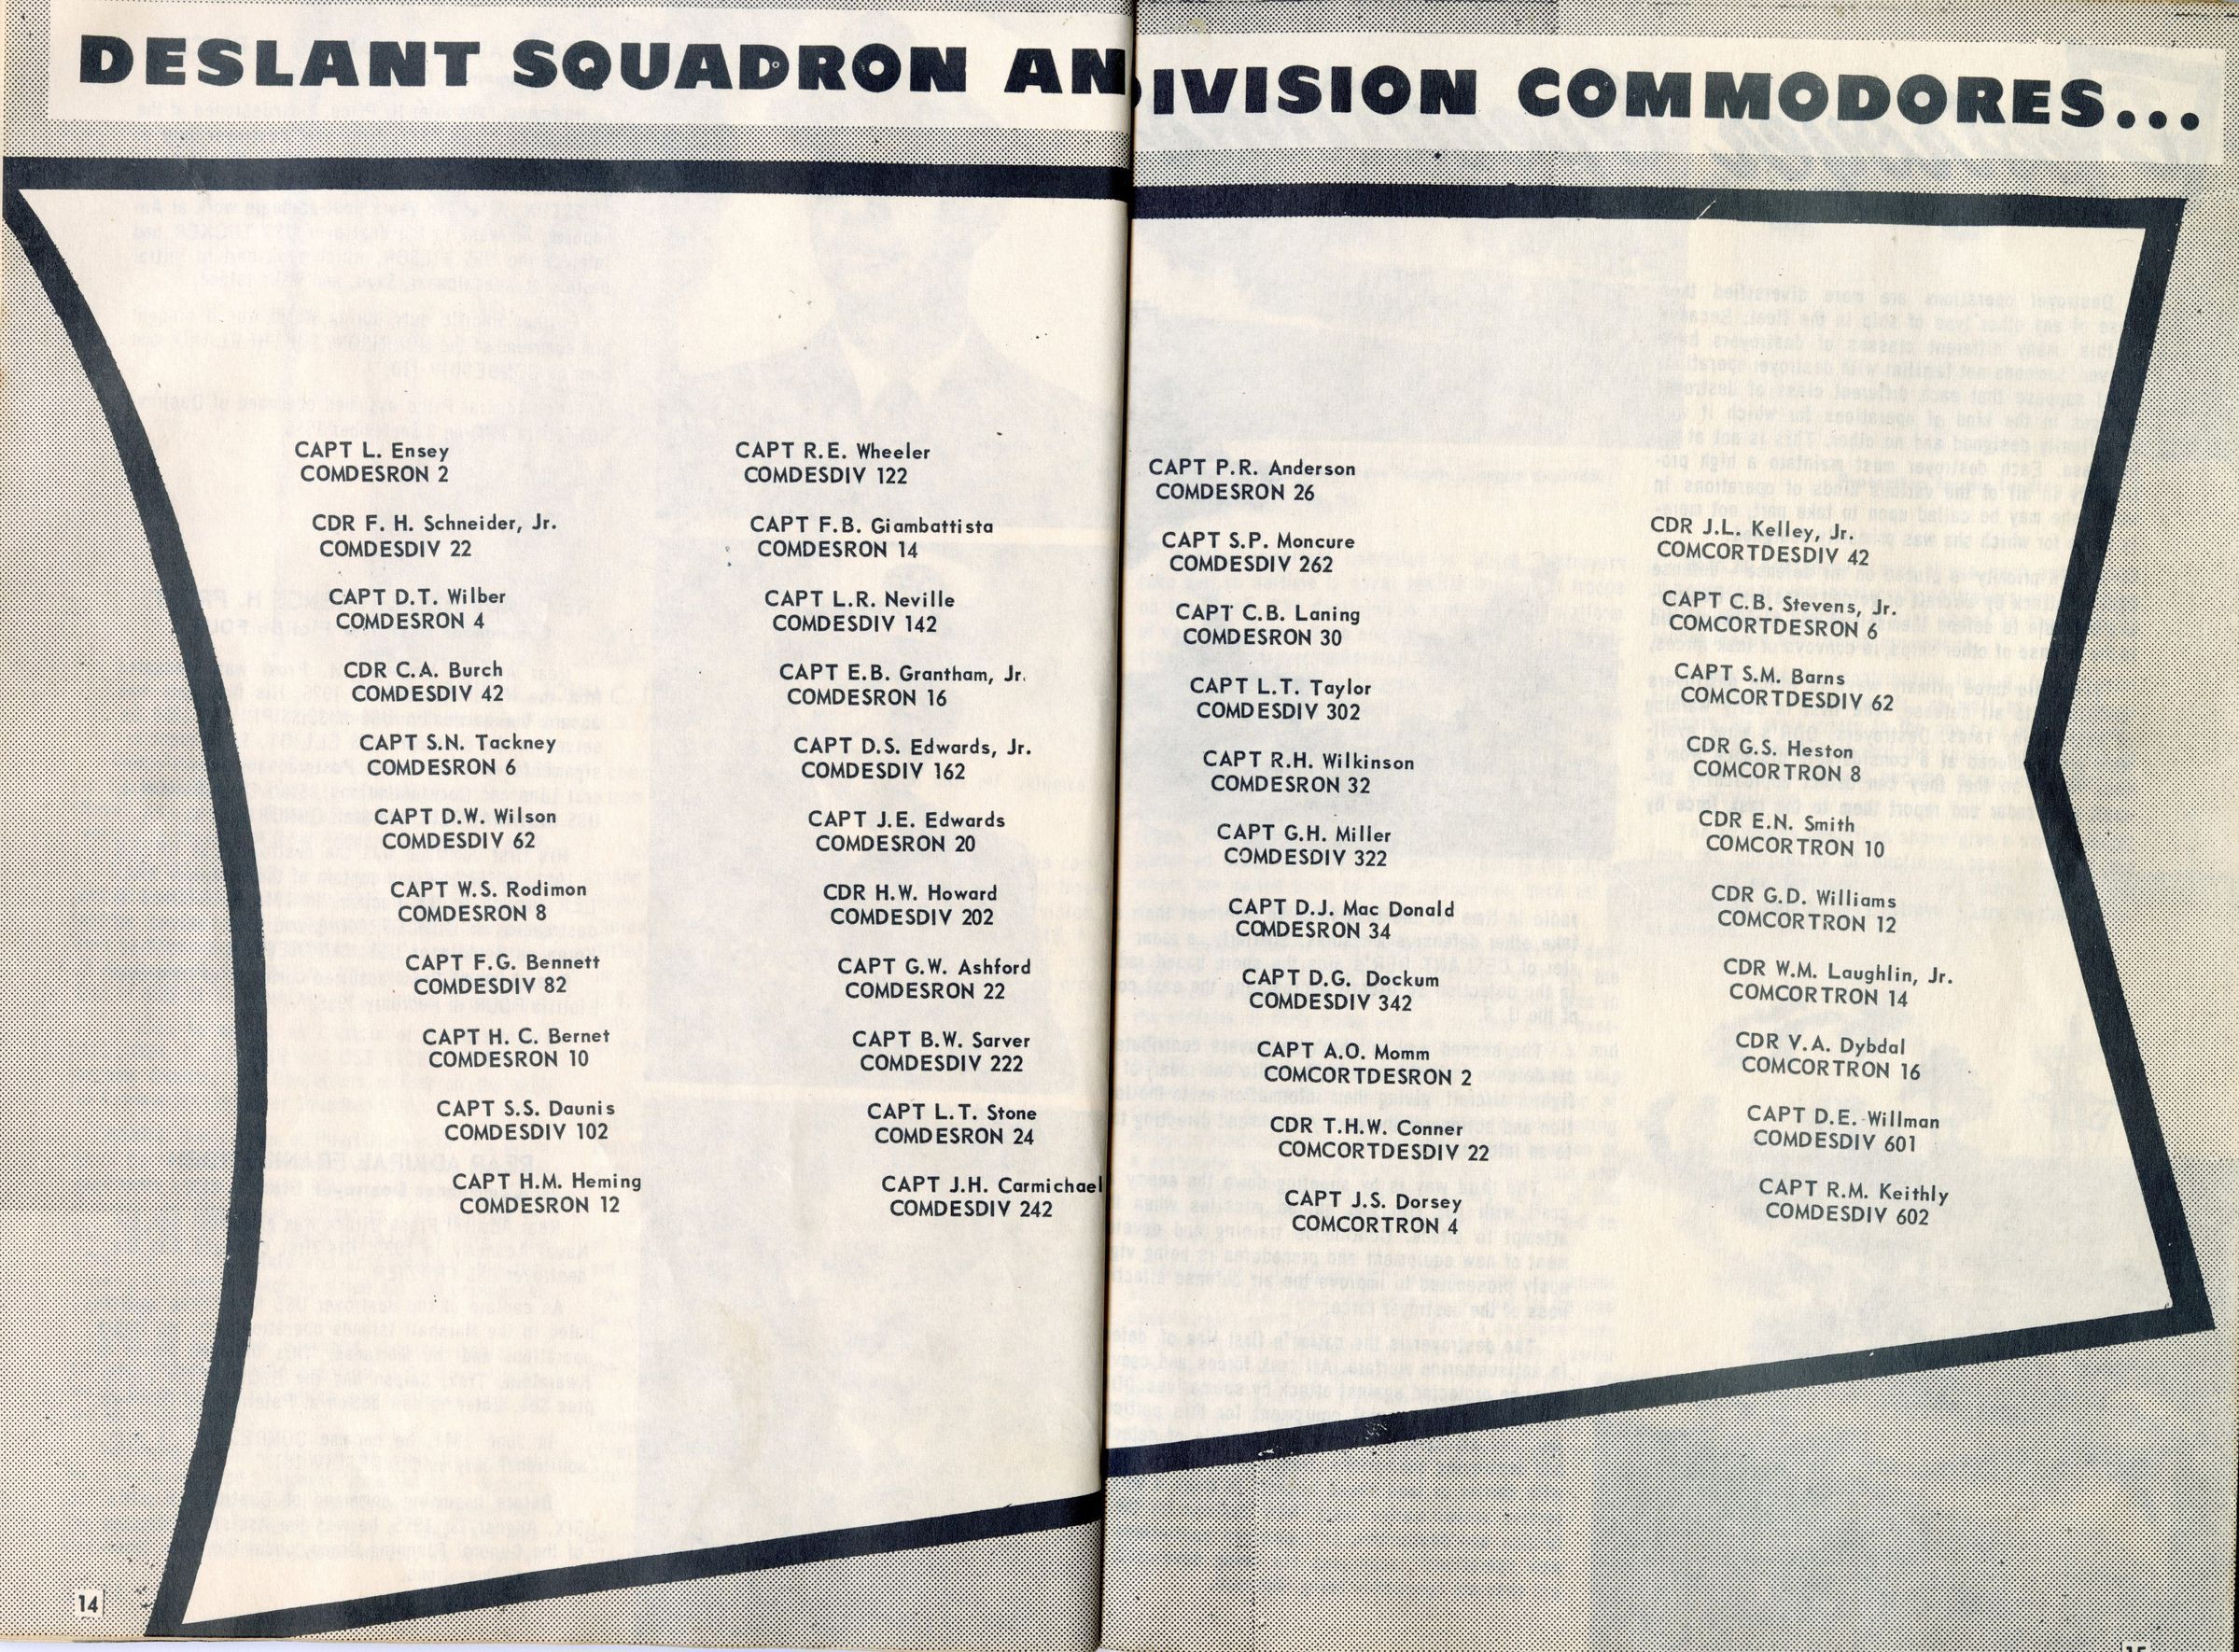 DESLANT SQUADRON AN
IVISION COMMODORES...
CAPT L. Ensey
COMDESRON 2
CDR F. H. Schneider, Jr.
COMDESDIV 22
CAPT D.T. Wilber
COMDESRON 4
CDR C.A. Burch
COMDESDIV 42
CAPT S.N. Tackney
COMDESRON 6
CAPT D.W. Wilson
COMDESDIV 62
CAPT W.S. Rodimon
COMDESRON 8
CAPT F.G. Bennett
COMDESDIV 82
CAPT H. C. Bernet
COMDESRON 10
CAPT S.S. Daunis
COMDESDIV 102
CAPT H.M. Heming
COMDESRON 12
CAPT R.E. Wheeler
COMDESDIV 122
CAPT F.B. Giambattista
COMDESRON 14
CAPT L.R. Neville
COMDESDIV 142
CAPT E.B. Grantham, Jr.
COMDESRON 16
CAPT D.S. Edwards, Jr.
COMDESDIV 162
CAPT J.E. Edwards
COMDESRON 20
CDR H.W. Howard
COMDESDIV 202
CAPT G.W. Ashford
COMDESRON 22
CAPT B.W. Sarver
COMDESDIV 222
CAPT L.T. Stone
COMDESRON 24
CAPT J.H. Carmichael
COMDESDIV 242
CAPT P.R. Anderson
COMDESRON 26
CAPT S.P. Moncure
COMDESDIV 262
CAPT C.B. Laning
COMDESRON 30
CAPT L.T. Taylor
COMDESDIV 302
CAPT R.H. Wilkinson
COMDESRON 32
CAPT G.H. Miller
COMDESDIV 322
CAPT D.J. Mac Donald
COMDESRON 34
CAPT D.G. Dockum
COMDESDIV 342
CAPT A.O. Momm
COMCORTDESRON 2
CDR T.H.W. Conner
COMCORTDESDIV 22
CAPT J.S. Dorsey
COMCORTRON 4
CDR J.L. Kelley, Jr.
COMCORTDESDIV 42
CAPT C.B. Stevens, Jr.
COMCORTDESRON 6
CAPT S.M. Barns
COMCORTDESDIV 62
CDR G.S. Heston
COMCORTRON 8
CDR E.N. Smith
COMCORTRON 10
CDR G.D. Williams
COMCORTRON 12
CDR W.M. Laughlin, Jr.
COMCORTRON 14
CDR V.A. Dybdal
COMCORTRON 16
CAPT D.E. Willman
COMDESDIV 601
CAPT R.M. Keithly
COMDESDIV 602
14